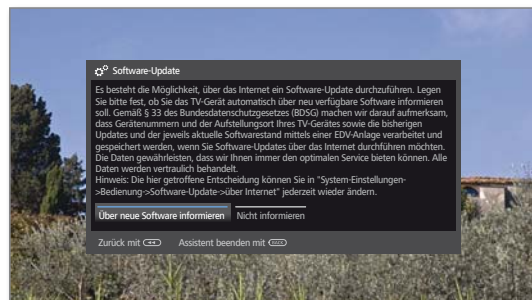 Software-Update
Es besteht die Möglichkeit, über das Internet ein Software-Update durchzuführen. Legen
Sie bitte fest, ob Sie das TV-Gerät automatisch über neu verfügbare Software informieren
soll. Gemäß § 33 des Bundesdatenschutzgesetzes (BDSG) machen wir darauf aufmerksam,
dass Gerätenummern und der Aufstellungsort Ihres TV-Gerätes sowie die bisherigen
Updates und der jeweils aktuelle Softwarestand mittels einer EDV-Anlage verarbeitet und
gespeichert werden, wenn Sie Software-Updates über das Internet durchführen möchten.
Die Daten gewährleisten, dass wir Ihnen immer den optimalen Service bieten können. Alle
Daten werden vertraulich behandelt.
Hinweis: Die hier getroffene Entscheidung können Sie in "System-Einstellungen-
>Bedienung->Software-Update->über Internet" jederzeit wieder ändern.
Über neue Software informieren Nicht informieren
Zurück mit Assistent beenden mit